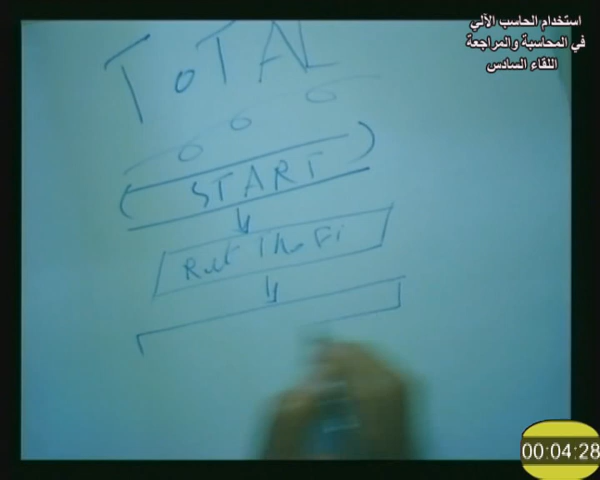 استخدام الحاسب الآلي
في المحاسبة والمراجعة
اللقاء السادس
TOTAL
START
00:04:28